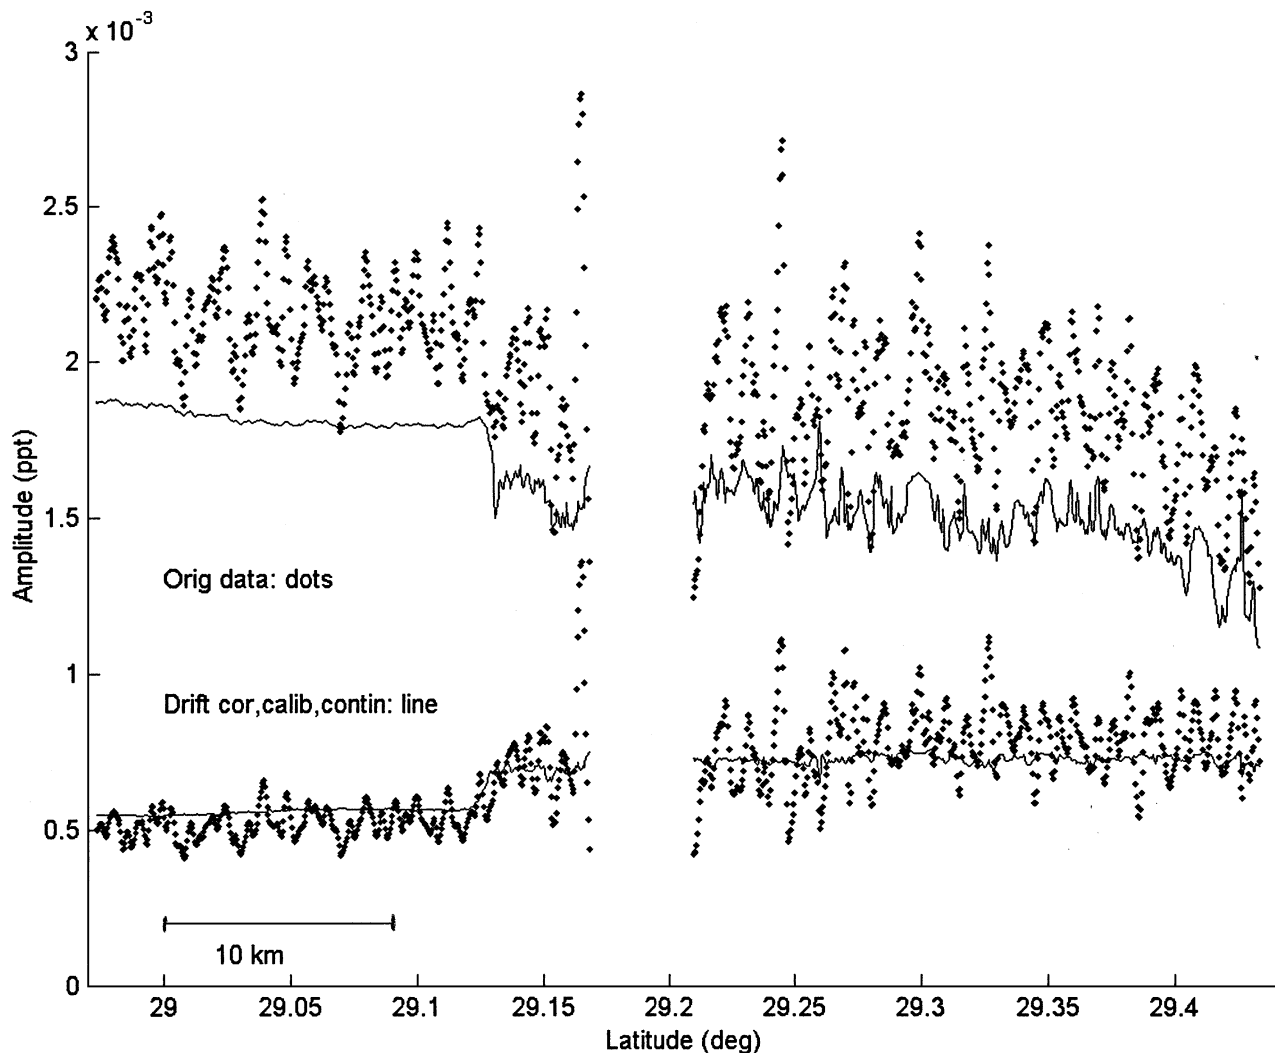 x 10^-3
3
2.5
2
1.5
1
0.5
0
Amplitude (ppt)
Orig data: dots
Drift cor,calib,contin: line
10 km
29 29.05 29.1 29.15 29.2 29.25 29.3 29.35 29.4
Latitude (deg)